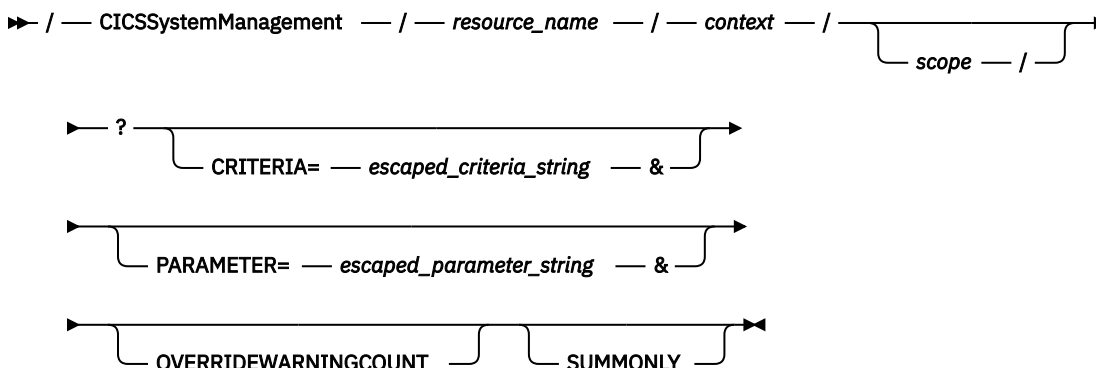 / CICSSystemManagement / resource_name / context /
scope /
?
CRITERIA= escaped_criteria_string &
PARAMETER= escaped_parameter_string &
OVERRIDEWARNINGCOUNT SUMMONLY